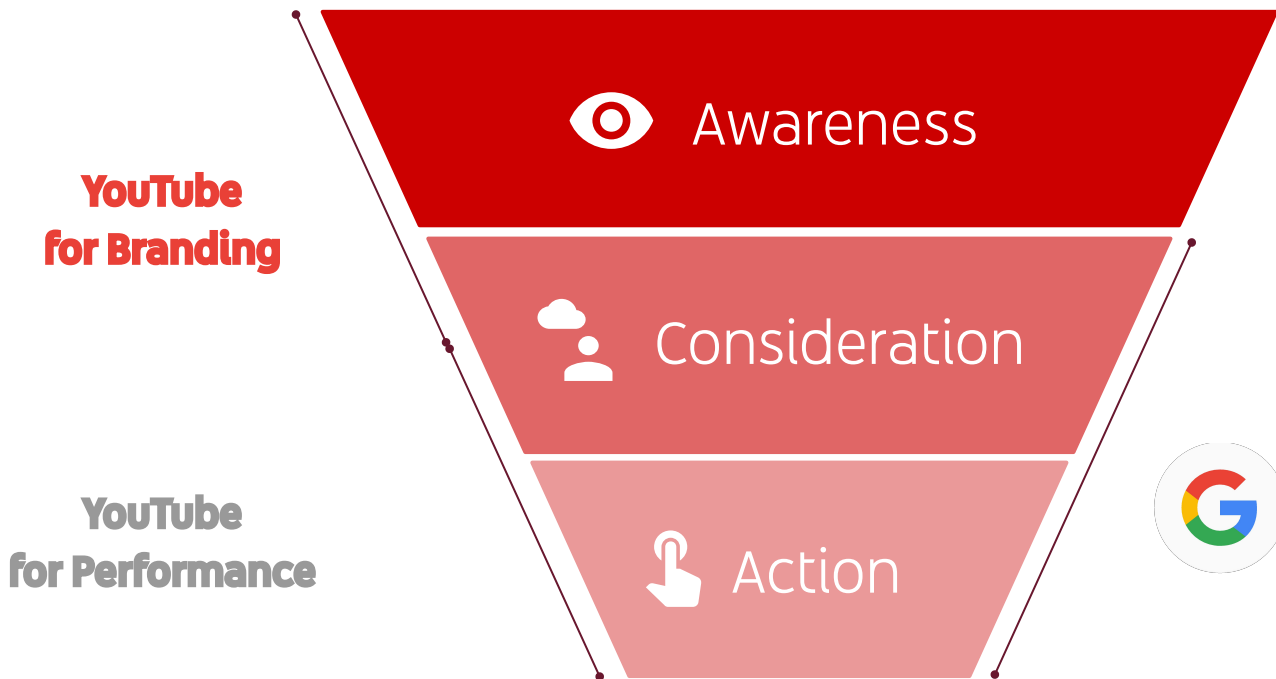 Awareness
YouTube
for Branding
Consideration
YouTube
for Performance
Action